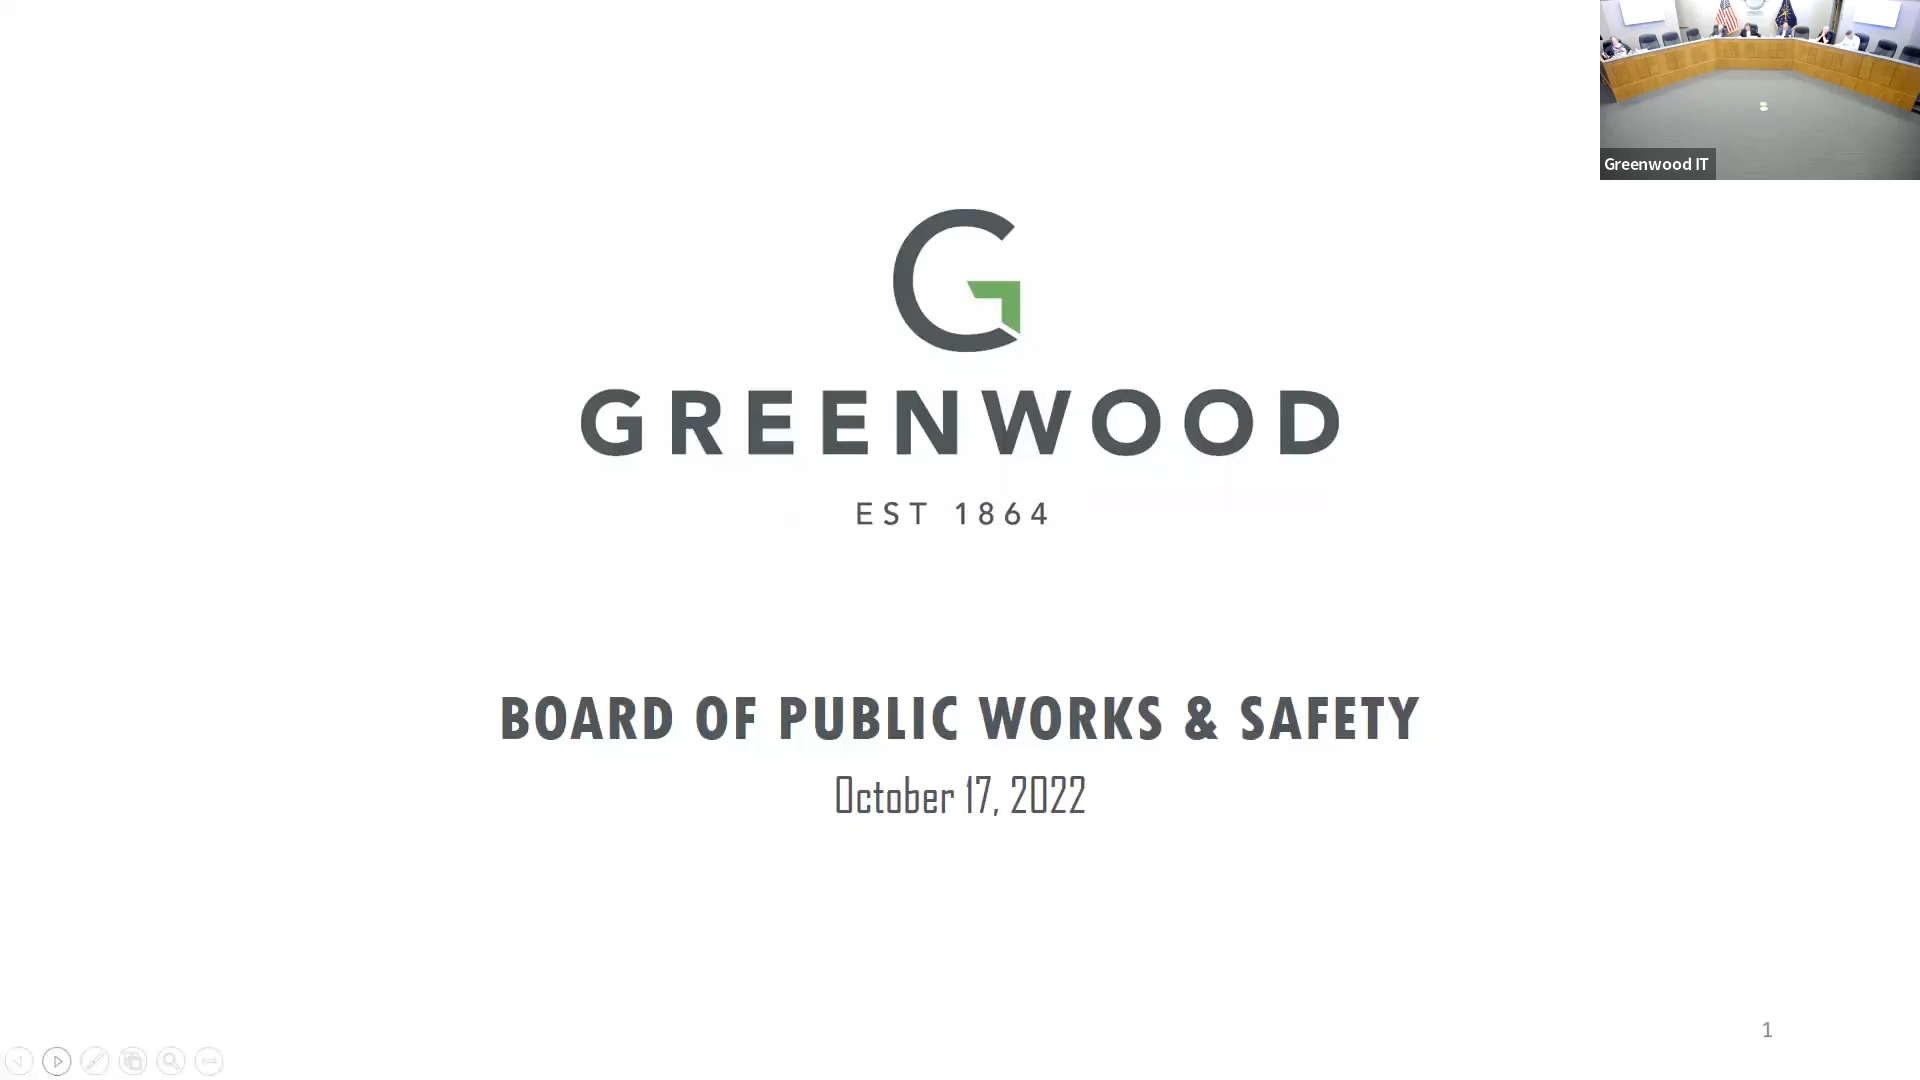 Greenwood IT
G
GREENWOOD
EST 1864
BOARD OF PUBLIC WORKS & SAFETY
October 17, 2022
1